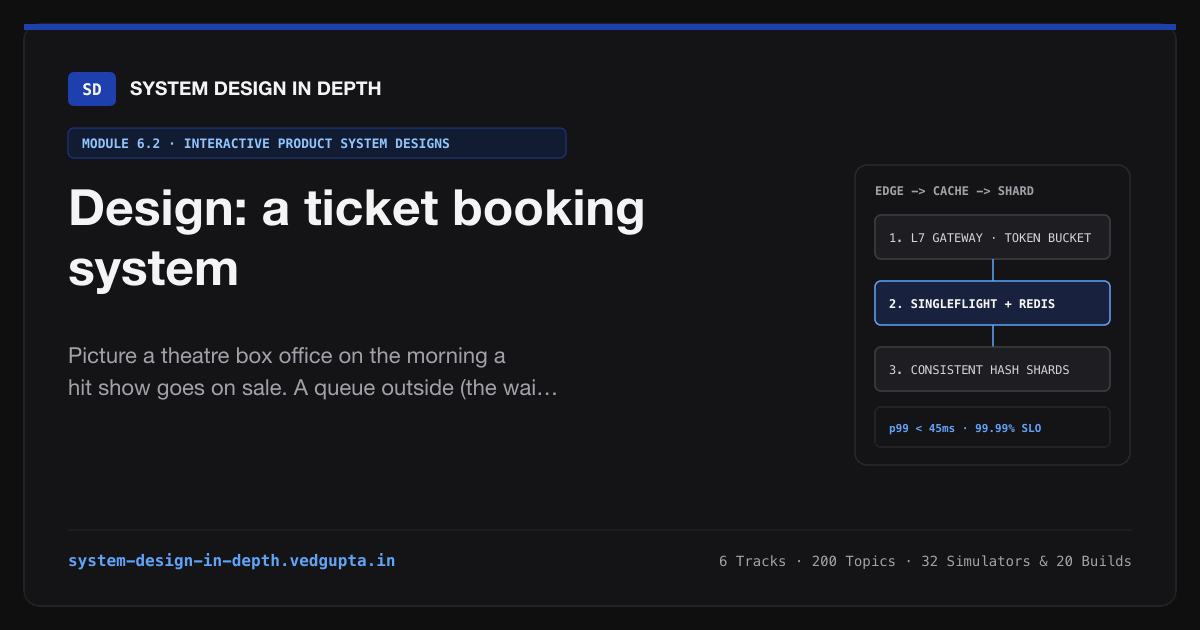 SD SYSTEM DESIGN IN DEPTH
MODULE 6.2 · INTERACTIVE PRODUCT SYSTEM DESIGNS
Design: a ticket booking
system
Picture a theatre box office on the morning a
hit show goes on sale. A queue outside (the wai…
EDGE —> CACHE —> SHARD
1. L7 GATEWAY · TOKEN BUCKET
2. SINGLEFLIGHT + REDIS
3. CONSISTENT HASH SHARDS
p99 < 45ms · 99.99% SLO
system-design-in-depth.vedgupta.in
6 Tracks · 200 Topics · 32 Simulators & 20 Builds